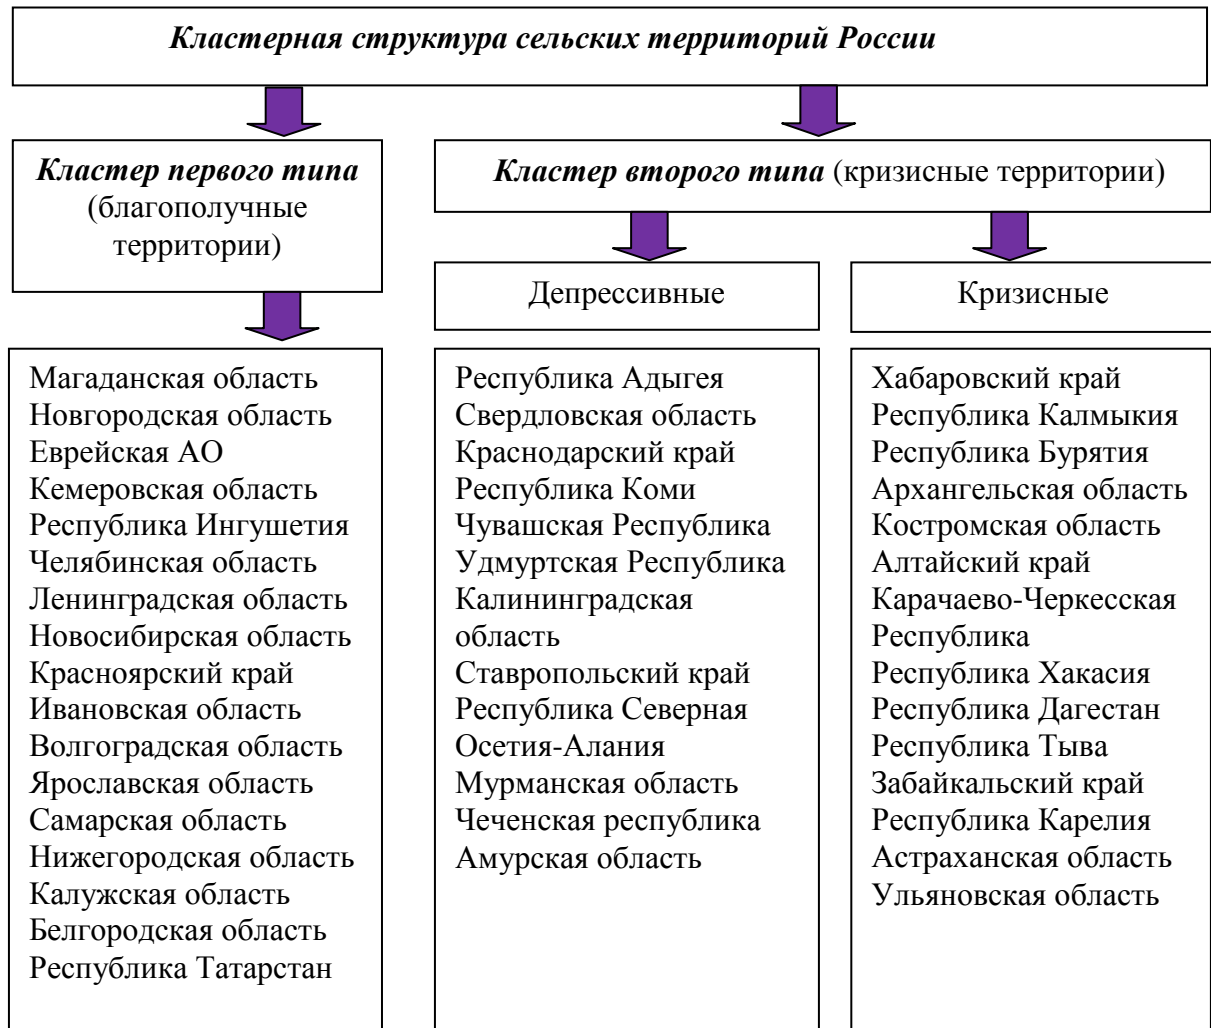 Кластерная структура сельских территорий России
Кластер первого типа
(благополучные
территории)
Кластер второго типа (кризисные территории)
Депрессивные
Кризисные
Магаданская область
Новгородская область
Еврейская АО
Кемеровская область
Республика Ингушетия
Челябинская область
Ленинградская область
Новосибирская область
Красноярский край
Ивановская область
Волгоградская область
Ярославская область
Самарская область
Нижегородская область
Калужская область
Белгородская область
Республика Татарстан
Республика Адыгея
Свердловская область
Краснодарский край
Республика Коми
Чувашская Республика
Удмуртская Республика
Калининградская
область
Ставропольский край
Республика Северная
Осетия-Алания
Мурманская область
Чеченская республика
Амурская область
Хабаровский край
Республика Калмыкия
Республика Бурятия
Архангельская область
Костромская область
Алтайский край
Карачаево-Черкесская
Республика
Республика Хакасия
Республика Дагестан
Республика Тыва
Забайкальский край
Республика Карелия
Астраханская область
Ульяновская область